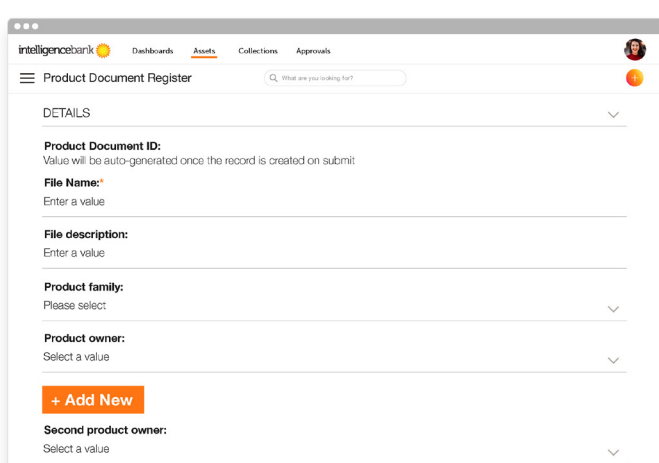 intelligencebank Dashboards Assets Collections Approvals
Product Document Register What are you looking for? +
DETAILS
Product Document ID:
Value will be auto-generated once the record is created on submit
File Name:*
Enter a value
File description:
Enter a value
Product family:
Please select
Product owner:
Select a value
+ Add New
Second product owner:
Select a value